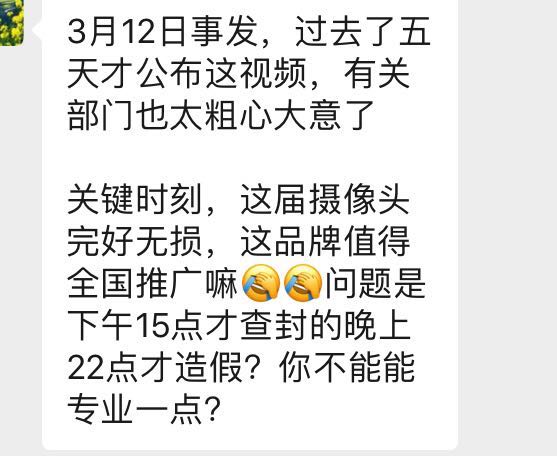 3月12日事发，过去了五
天才公布这视频，有关
部门也太粗心大意了
关键时刻，这届摄像头
完好无损，这品牌值得
全国推广嘛🤦🤦问题是
下午15点才查封的晚上
22点才造假？你不能能
专业一点？